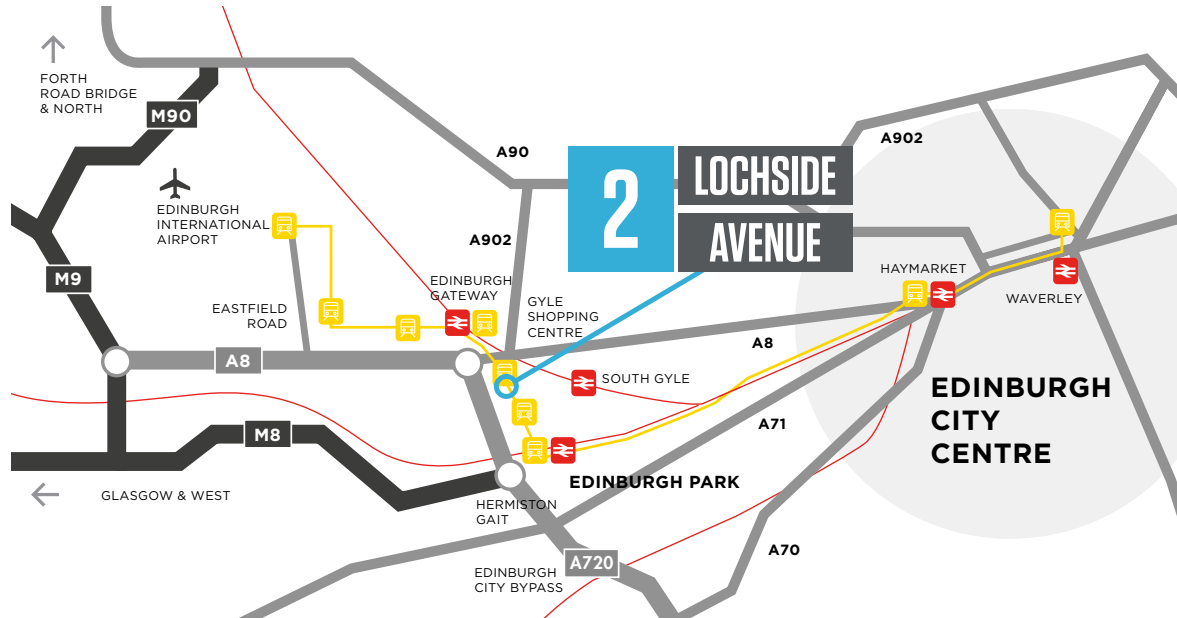 FORTH
ROAD BRIDGE
& NORTH
M90
A90
A902
2
LOCHSIDE
AVENUE
EDINBURGH
INTERNATIONAL
AIRPORT
A902
M9
EDINBURGH
GATEWAY
HAYMARKET
WAVERLEY
EASTFIELD
ROAD
GYLE
SHOPPING
CENTRE
A8
A8
SOUTH GYLE
EDINBURGH
CITY
CENTRE
M8
A71
EDINBURGH PARK
GLASGOW & WEST
HERMISTON
GAIT
A70
A720
EDINBURGH
CITY BYPASS